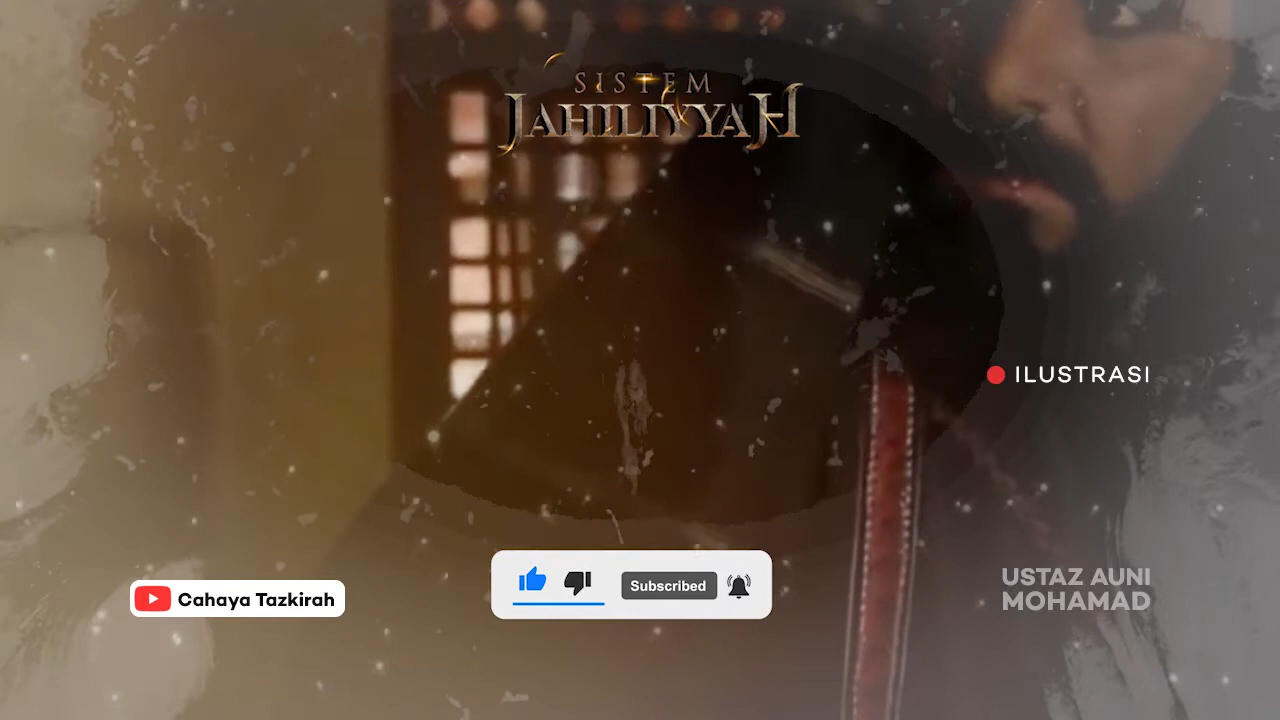 SISTEM
JAHILIYYAH
ILUSTRASI
Cahaya Tazkirah
Subscribed
USTAZ AUNI
MOHAMAD